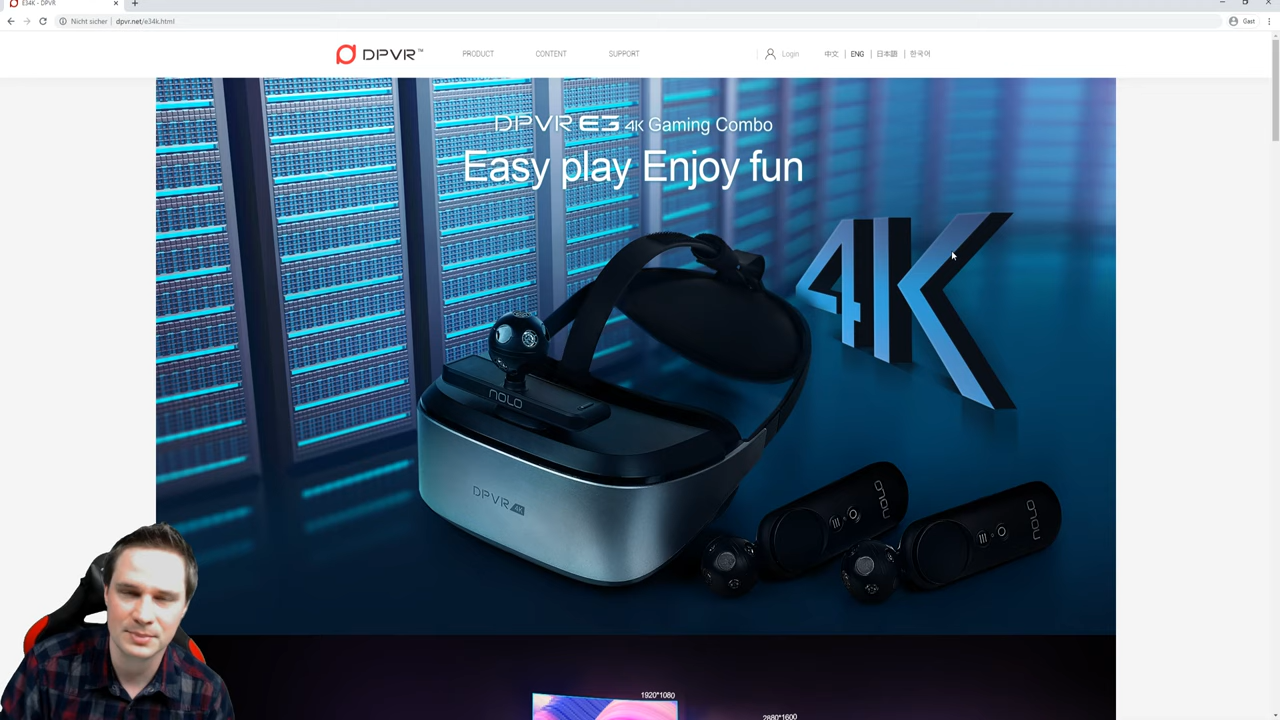 E34K - DPVR
Nicht sicher
dpvr.net/e34k.html
Gast
DPVR™
PRODUCT
CONTENT
SUPPORT
Login
中文
ENG
日本語
한국어
DPVR E3 4K Gaming Combo
Easy play Enjoy fun
4K
nolo
DPVR 4K
nolo
nolo
1920*1080
2880*1600